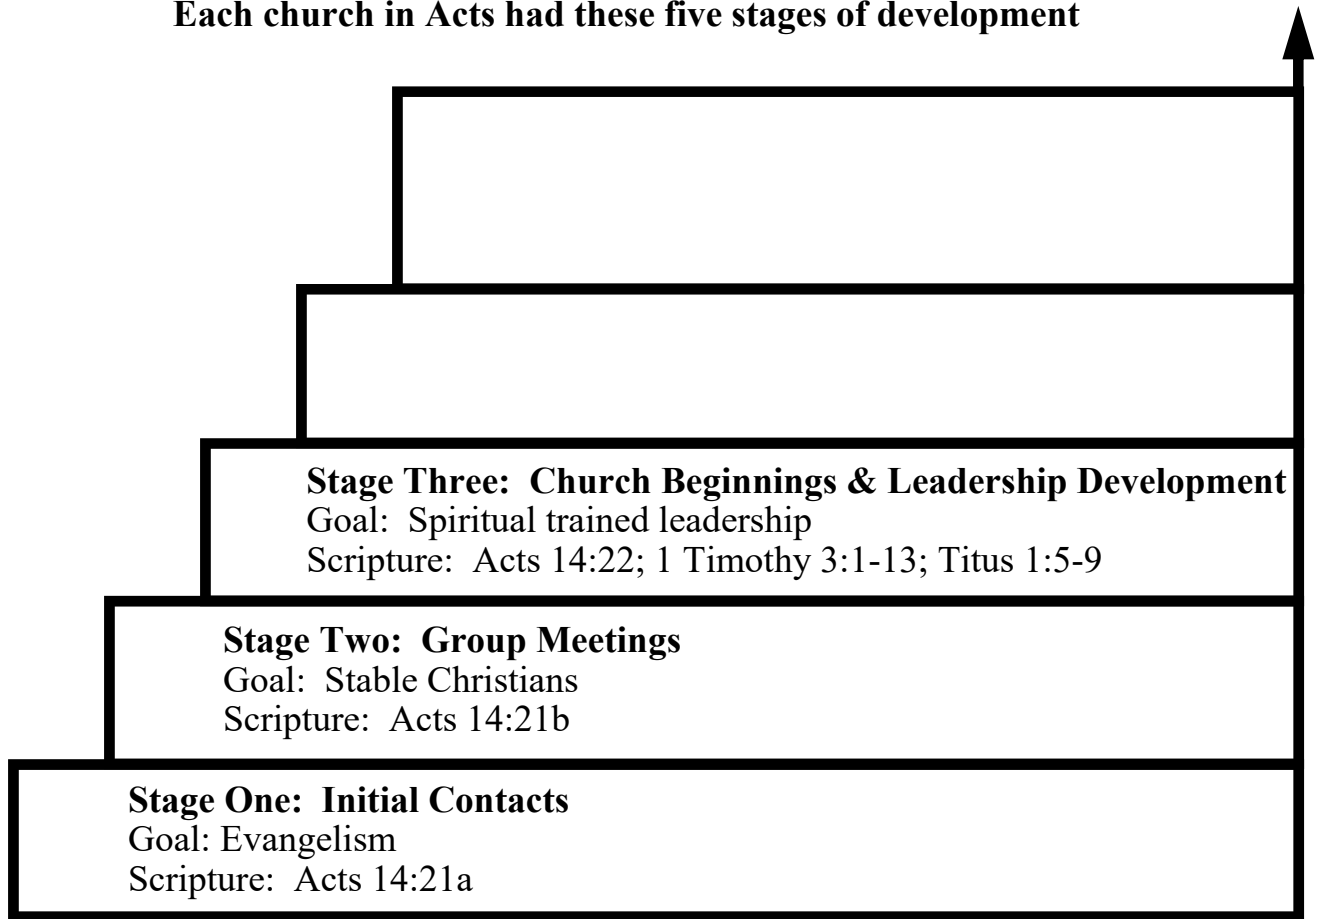 Each church in Acts had these five stages of development
Stage Three:  Church Beginnings & Leadership Development
Goal:  Spiritual trained leadership
Scripture:  Acts 14:22; 1 Timothy 3:1-13; Titus 1:5-9
Stage Two:  Group Meetings
Goal:  Stable Christians
Scripture:  Acts 14:21b
Stage One:  Initial Contacts
Goal: Evangelism
Scripture:  Acts 14:21a